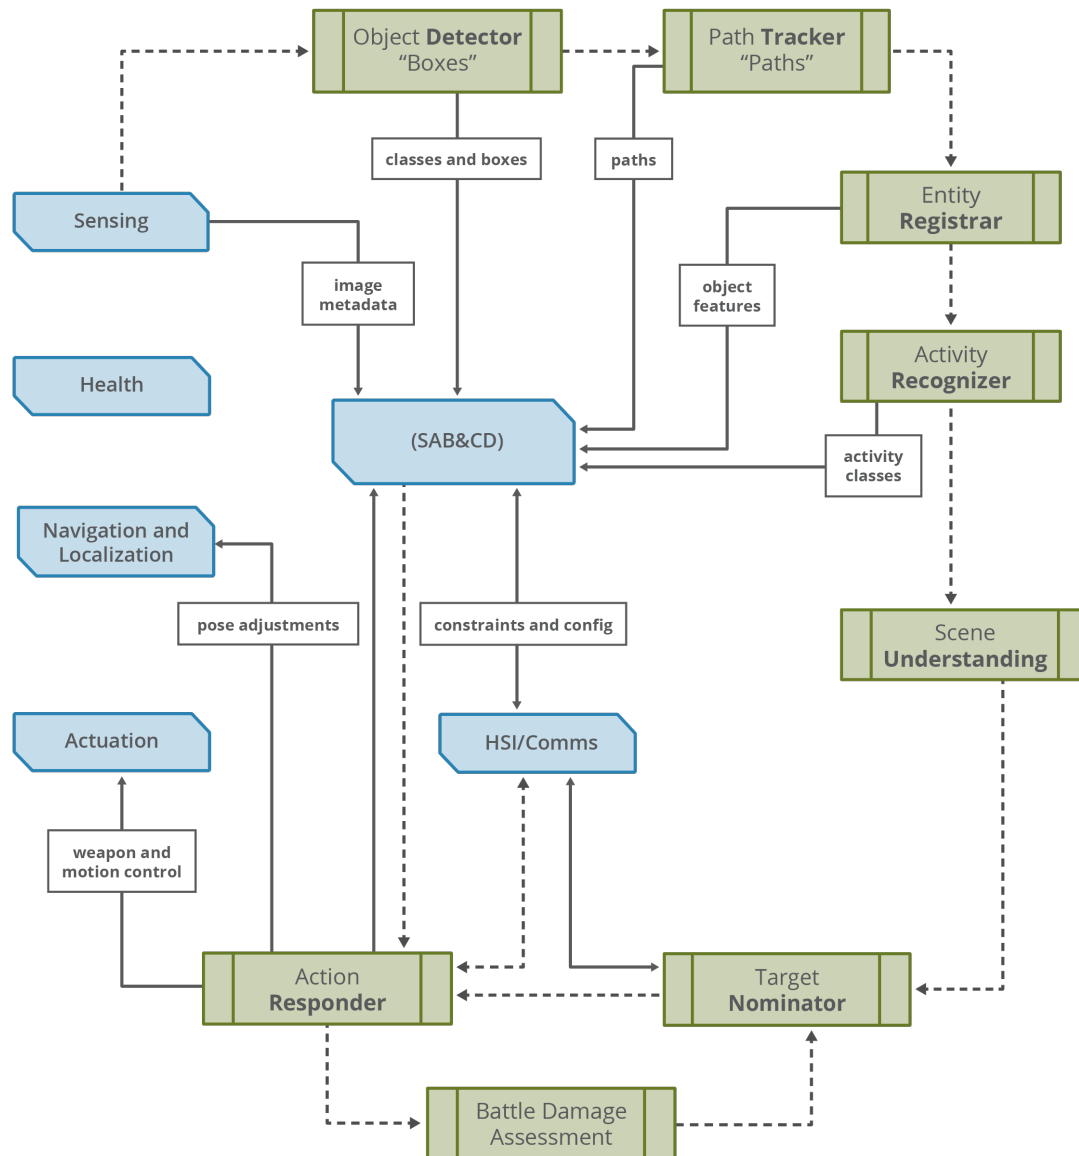 Object Detector
“Boxes”
Path Tracker
“Paths”
classes and boxes
paths
Entity
Registrar
Sensing
image
metadata
object
features
Activity
Recognizer
Health
(SAB&CD)
activity
classes
Navigation and
Localization
pose adjustments
constraints and config
Scene
Understanding
Actuation
HSI/Comms
weapon and
motion control
Action
Responder
Target
Nominator
Battle Damage
Assessment